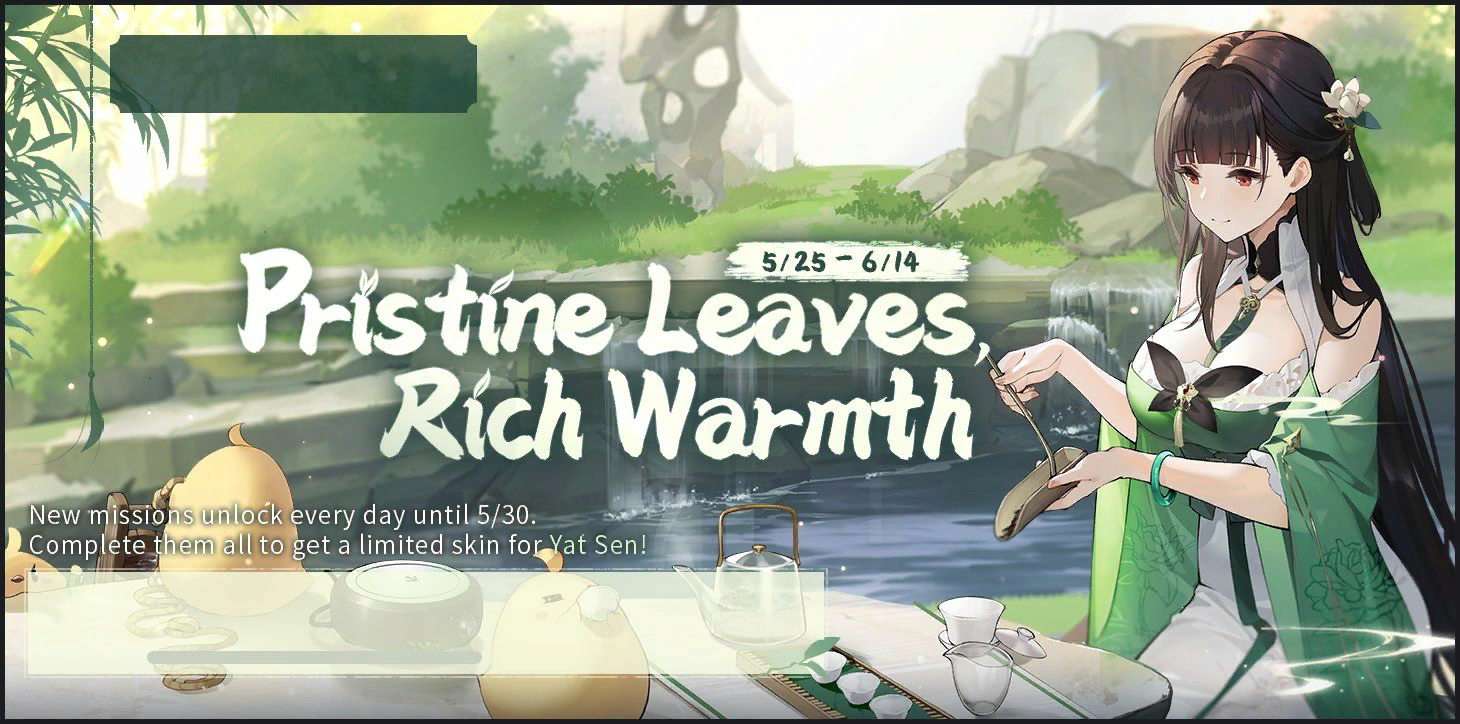 5/25 - 6/14
Pristine Leaves,
Rich Warmth
New missions unlock every day until 5/30.
Complete them all to get a limited skin for Yat Sen!